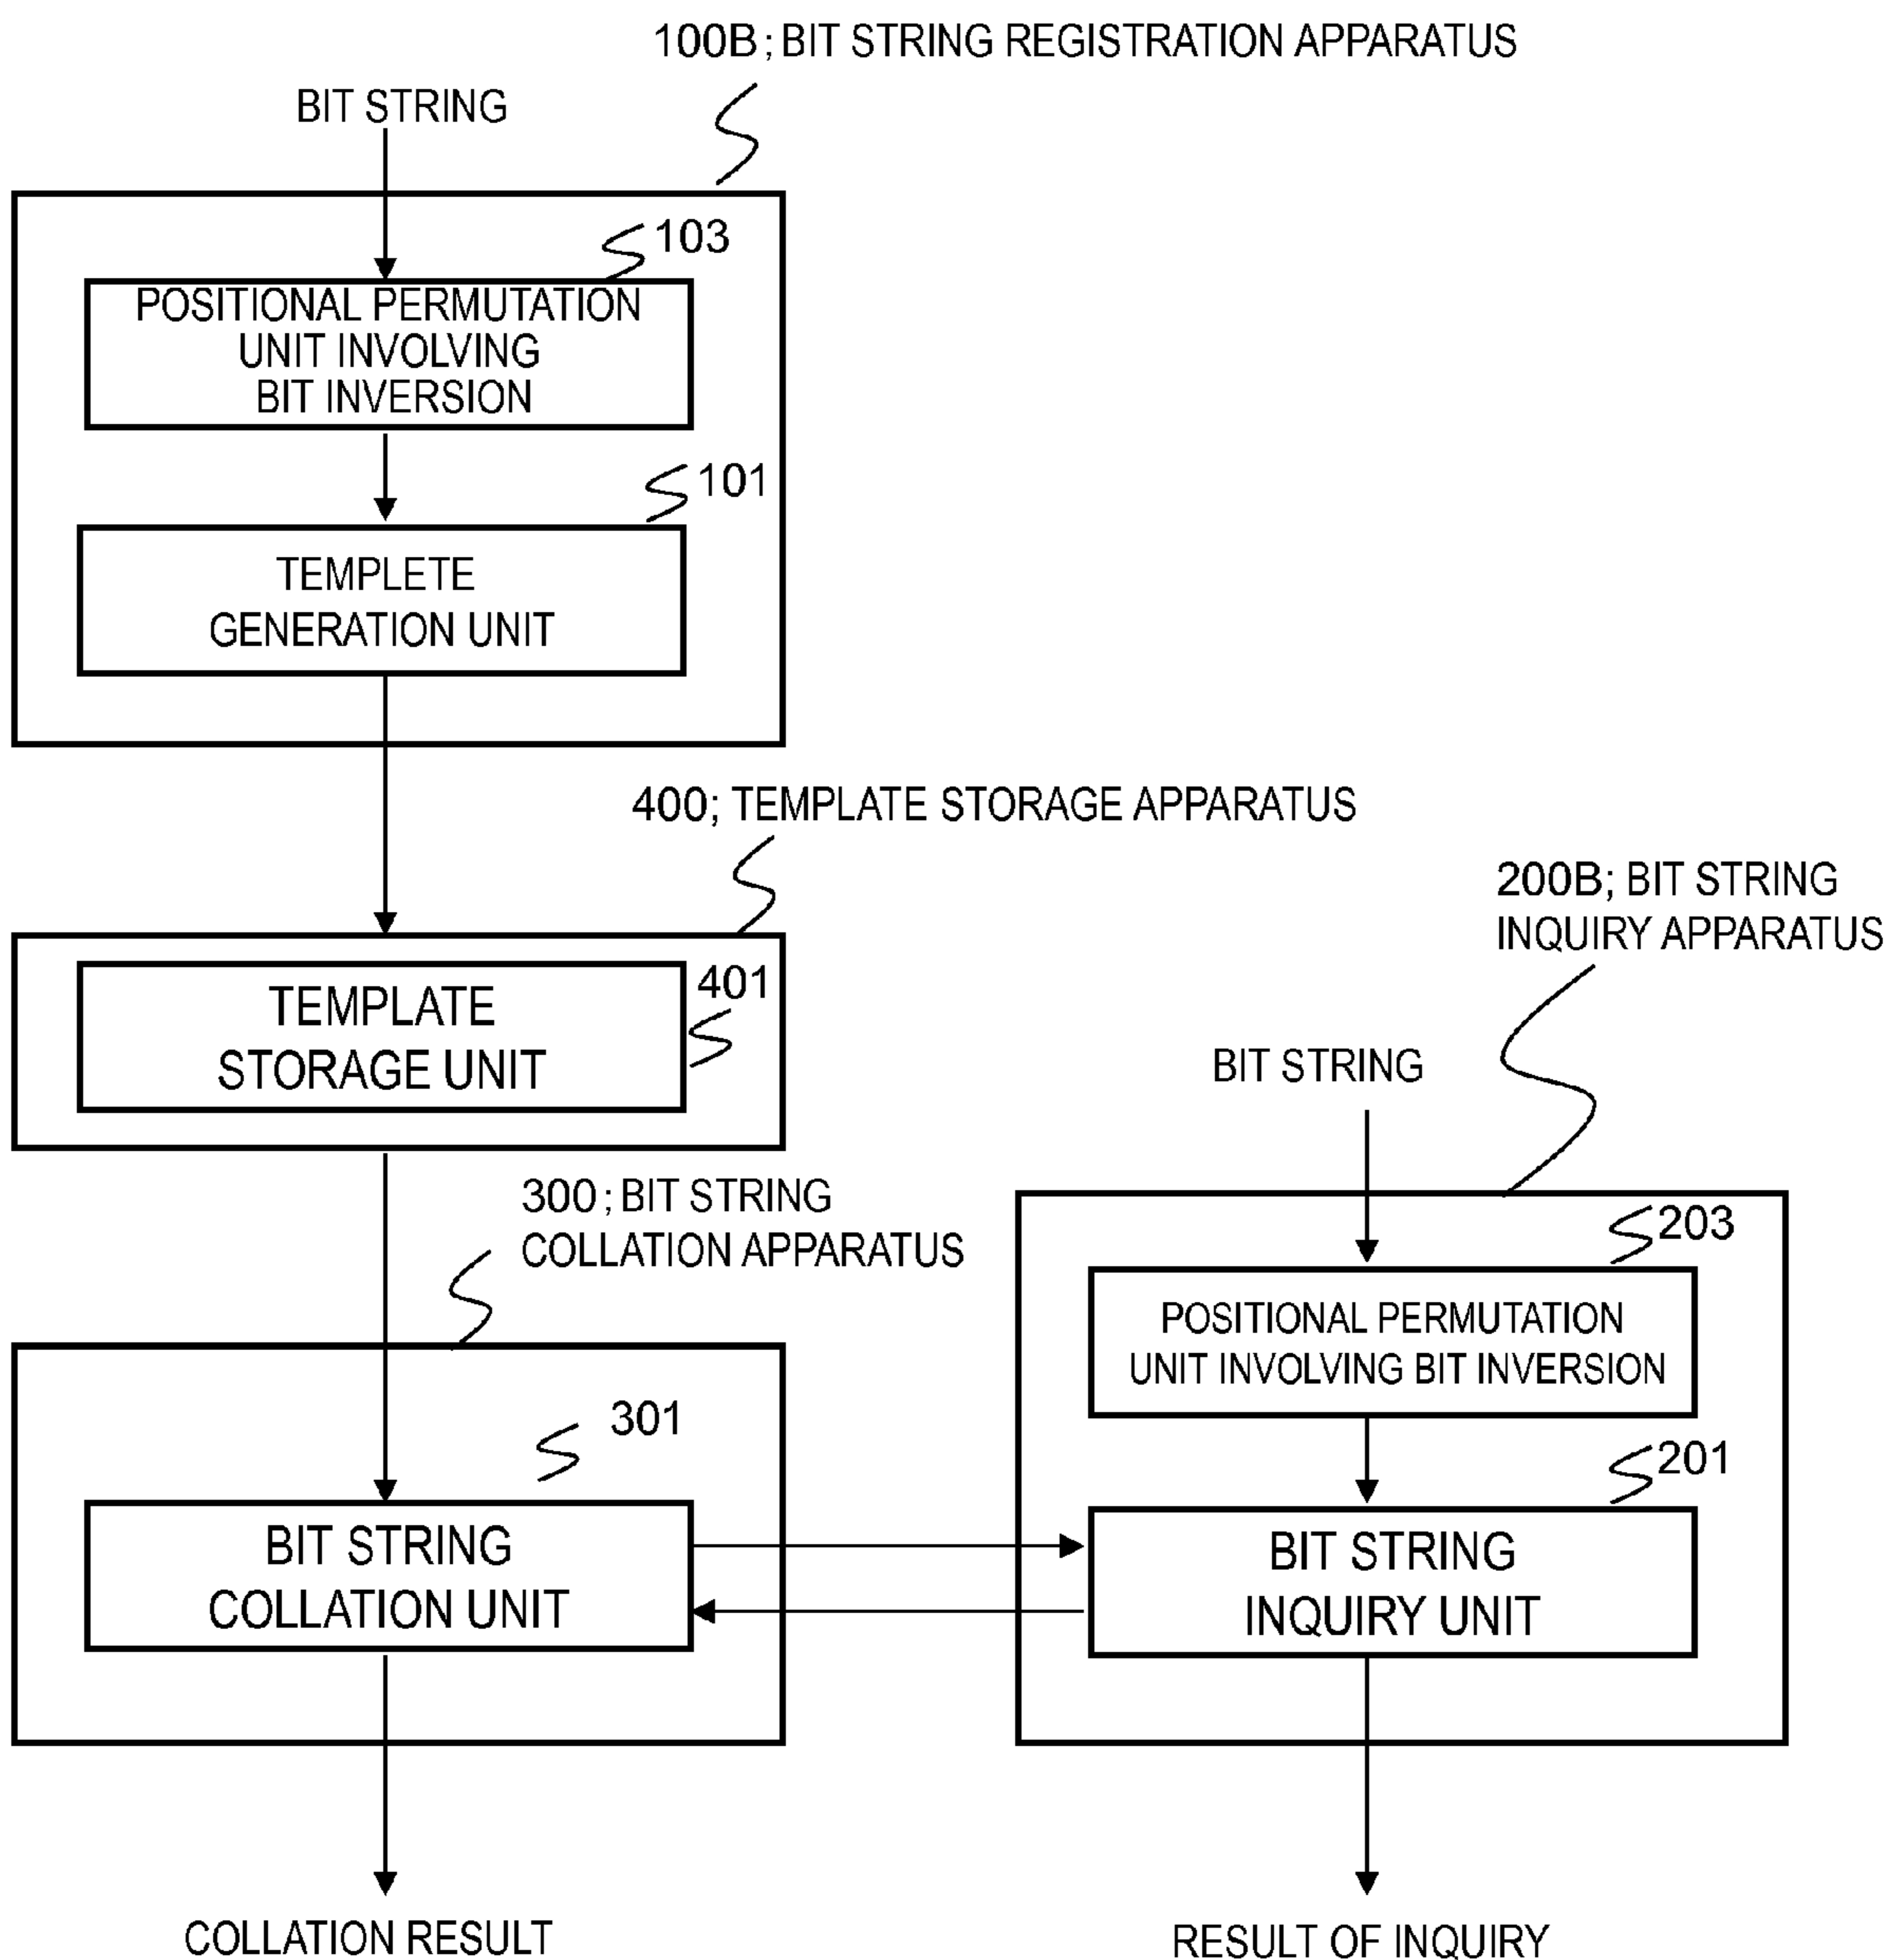 100B; BIT STRING REGISTRATION APPARATUS
BIT STRING
103
POSITIONAL PERMUTATION
UNIT INVOLVING
BIT INVERSION
101
TEMPLETE
GENERATION UNIT
400; TEMPLATE STORAGE APPARATUS
200B; BIT STRING
INQUIRY APPARATUS
401
TEMPLATE
STORAGE UNIT
BIT STRING
300; BIT STRING
COLLATION APPARATUS
203
POSITIONAL PERMUTATION
UNIT INVOLVING BIT INVERSION
301
201
BIT STRING
COLLATION UNIT
BIT STRING
INQUIRY UNIT
COLLATION RESULT
RESULT OF INQUIRY